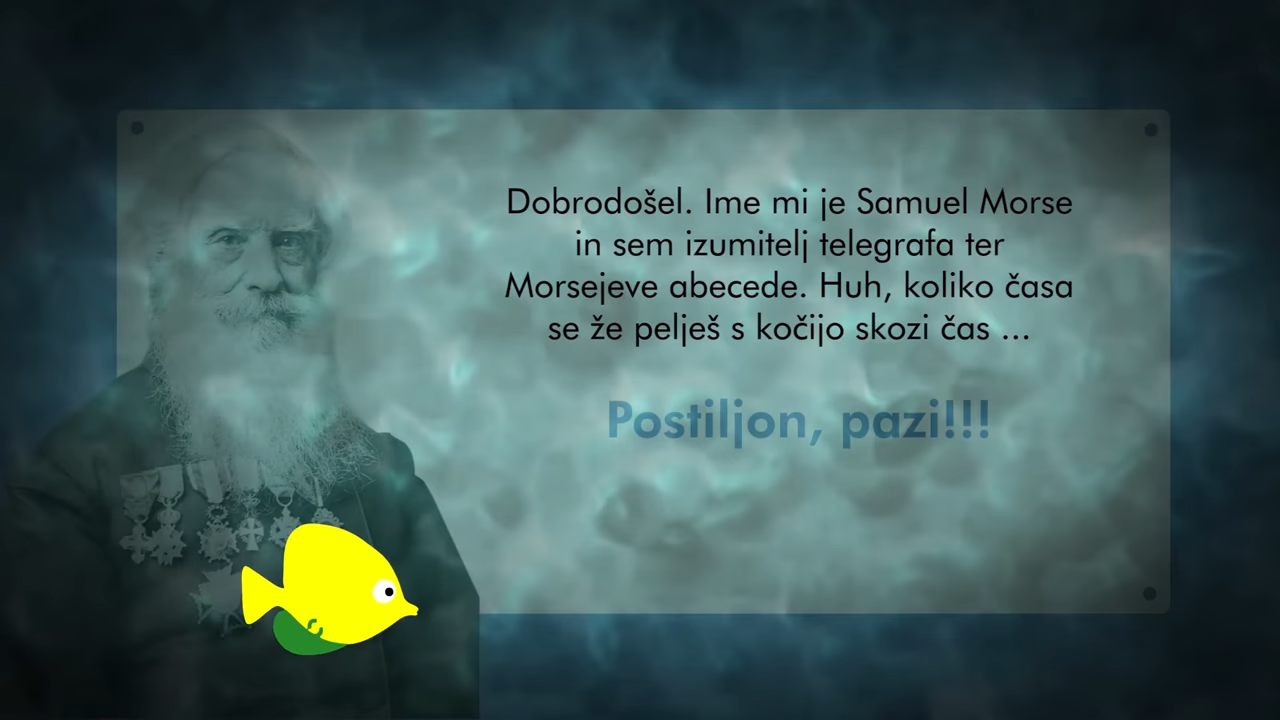 Dobrodošel. Ime mi je Samuel Morse
in sem izumitelj telegrafa ter
Morsejeve abecede. Huh, koliko časa
se že pelješ s kočijo skozi čas ...
Postiljon, pazi!!!